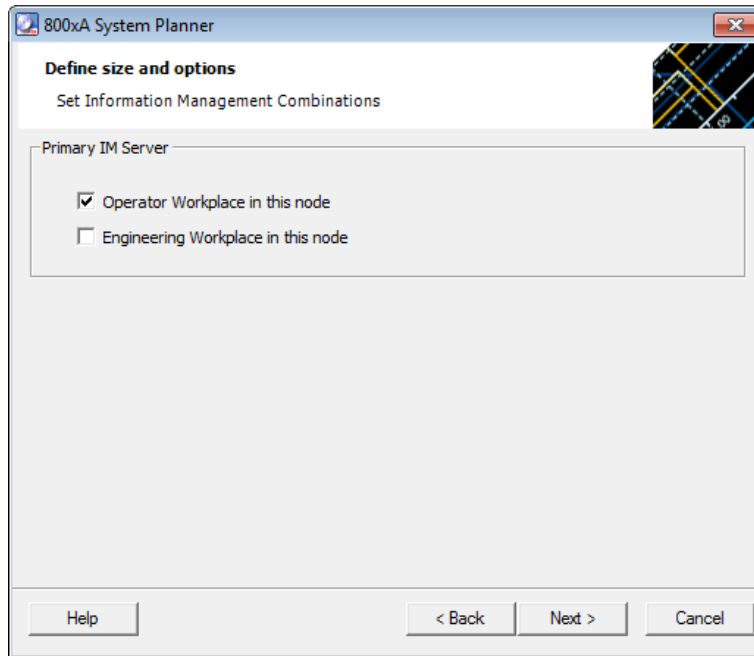 800xA System Planner
Define size and options
Set Information Management Combinations
Primary IM Server
Operator Workplace in this node
Engineering Workplace in this node
Help
< Back
Next >
Cancel